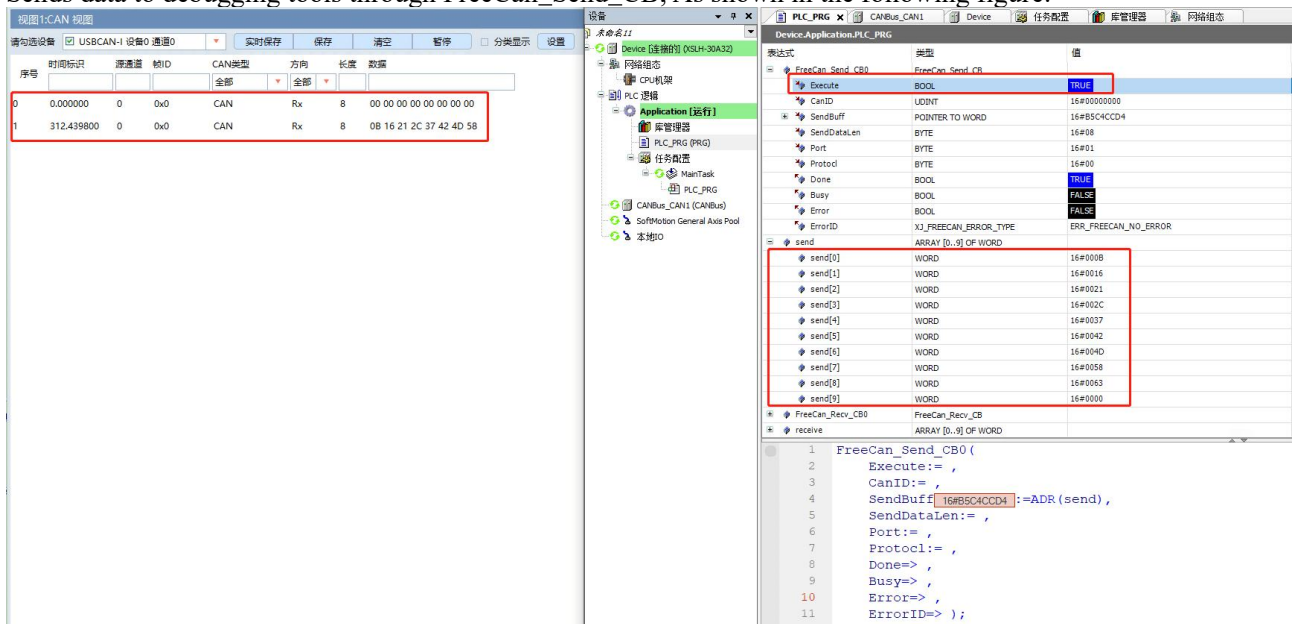 Sends data to debugging tools through FreeCan_Send_CB, As shown in the following figure.
视图1:CAN 视图
请勾选设备 USBCAN-I 设备0 通道0 实时保存 保存 清空 暂停 分类显示 设置
序号 时间标识 源通道 帧ID CAN类型 方向 长度 数据
全部 全部
0 0.000000 0 0x0 CAN Rx 8 00 00 00 00 00 00 00 00
1 312.439800 0 0x0 CAN Rx 8 0B 16 21 2C 37 42 4D 58
设备
未命名11
Device [连接的] (XSLH-30A32)
网络组态
CPU机架
PLC 逻辑
Application [运行]
库管理器
PLC_PRG (PRG)
任务配置
MainTask
PLC_PRG
CANBus_CAN1 (CANBus)
SoftMotion General Axis Pool
本地IO
PLC_PRG CANBus_CAN1 Device 任务配置 库管理器 网络组态
Device.Application.PLC_PRG
表达式 类型 值
FreeCan_Send_CB0 FreeCan_Send_CB
Execute BOOL TRUE
CanID UDINT 16#00000000
SendBuff POINTER TO WORD 16#B5C4CCD4
SendDataLen BYTE 16#08
Port BYTE 16#01
Protocl BYTE 16#00
Done BOOL TRUE
Busy BOOL FALSE
Error BOOL FALSE
ErrorID XJ_FREECAN_ERROR_TYPE ERR_FREECAN_NO_ERROR
send ARRAY [0..9] OF WORD
send[0] WORD 16#000B
send[1] WORD 16#0016
send[2] WORD 16#0021
send[3] WORD 16#002C
send[4] WORD 16#0037
send[5] WORD 16#0042
send[6] WORD 16#004D
send[7] WORD 16#0058
send[8] WORD 16#0063
send[9] WORD 16#0000
FreeCan_Recv_CB0 FreeCan_Recv_CB
receive ARRAY [0..9] OF WORD
1 FreeCan_Send_CB0(
2 Execute:= ,
3 CanID:= ,
4 SendBuff 16#B5C4CCD4 :=ADR(send),
5 SendDataLen:= ,
6 Port:= ,
7 Protocl:= ,
8 Done=> ,
9 Busy=> ,
10 Error=> ,
11 ErrorID=> );